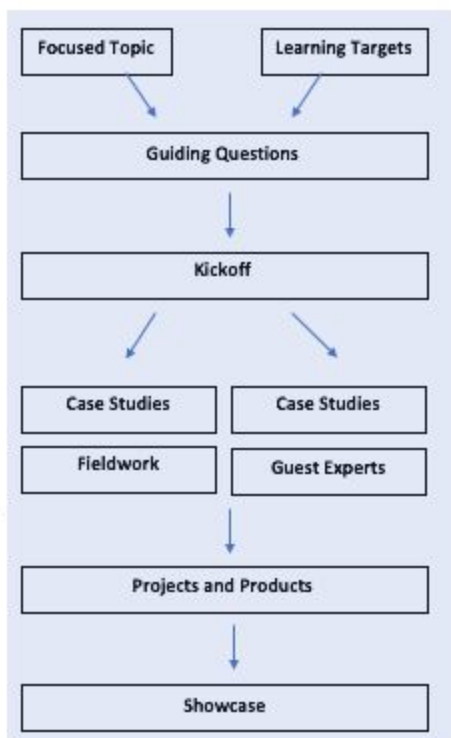 Focused Topic
Learning Targets
Guiding Questions
Kickoff
Case Studies
Case Studies
Fieldwork
Guest Experts
Projects and Products
Showcase